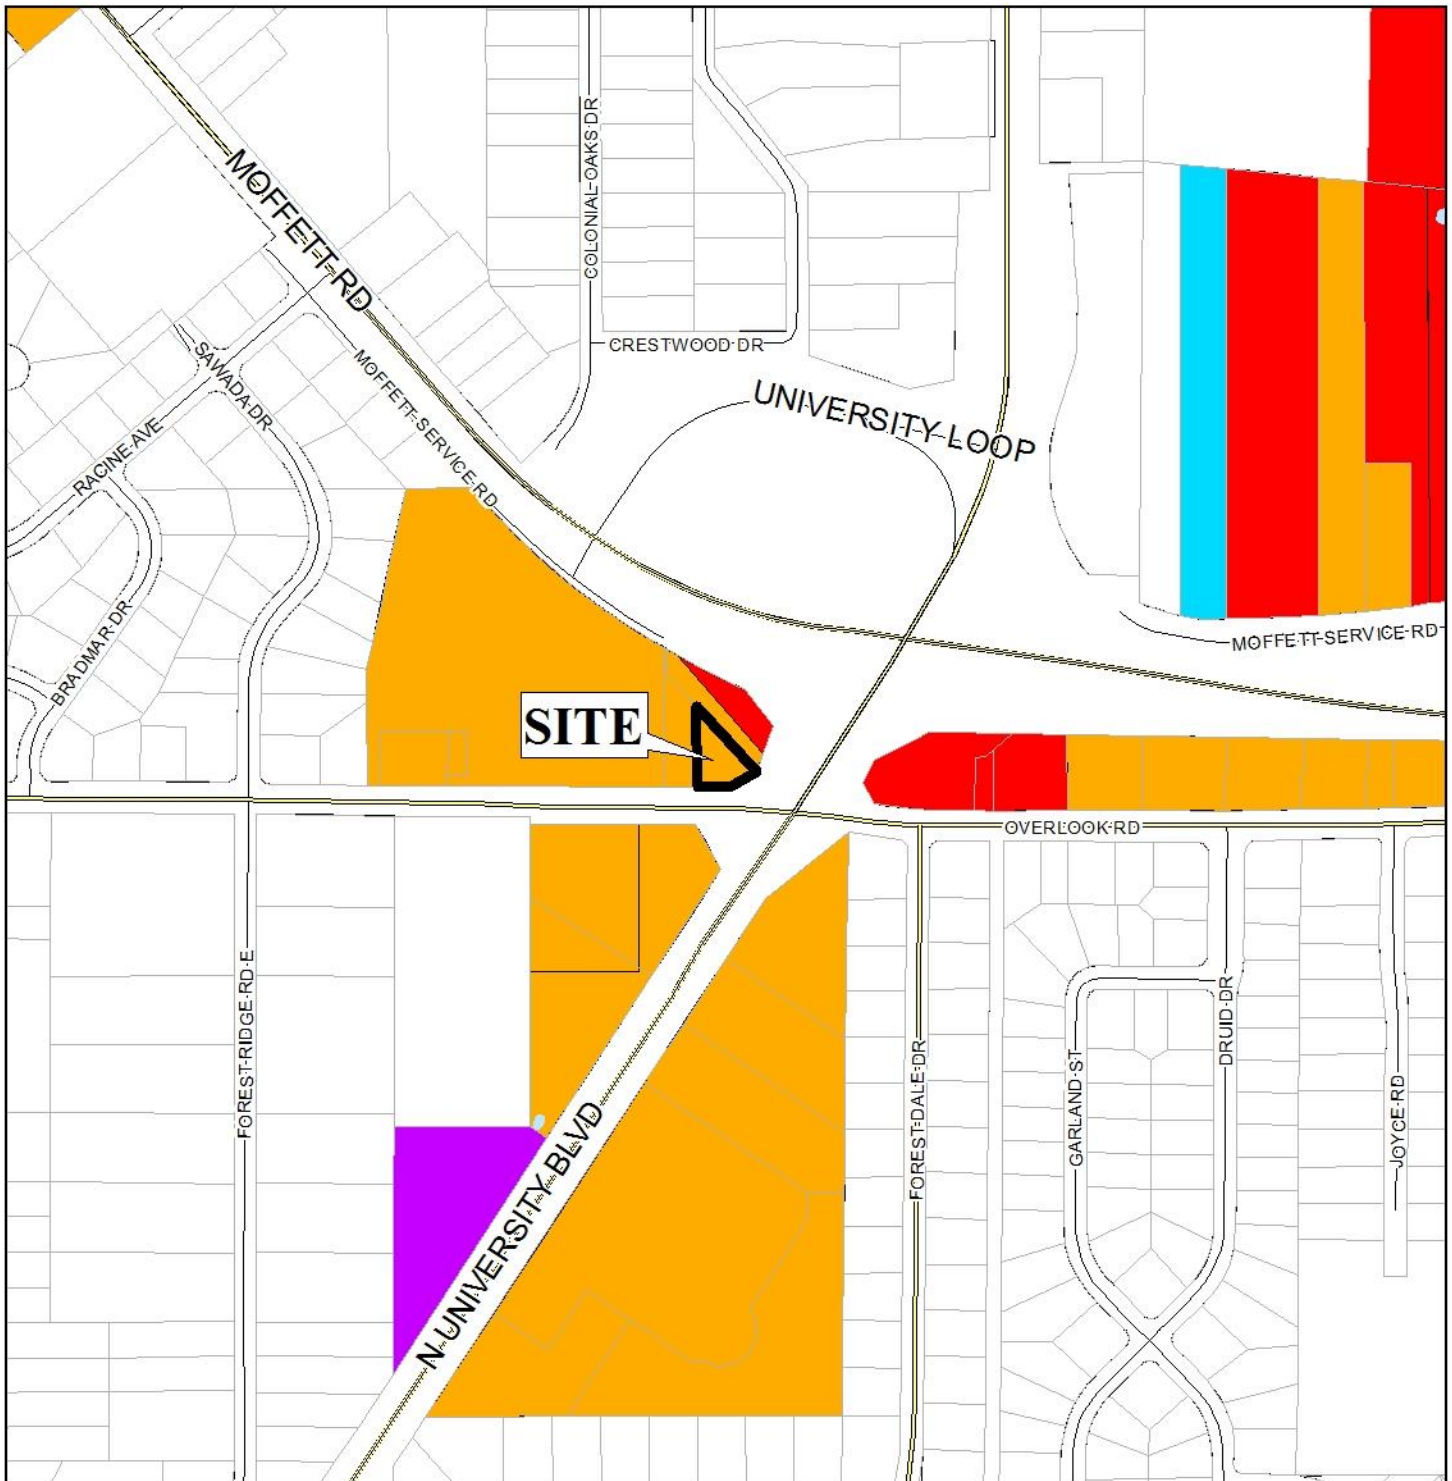 COLONIAL OAKS DR
MOFFETT RD
CRESTWOOD DR
SAWADA DR
MOFFETT SERVICE RD
UNIVERSITY LOOP
RACINE AVE
BRADMAR DR
MOFFETT SERVICE RD
SITE
OVERLOOK RD
FOREST RIDGE RD E
DRUID DR
FOREST DALE DR
GARLAND ST
JOYCE RD
N UNIVERSITY BLVD